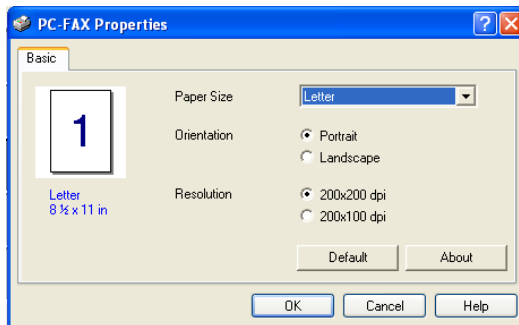 PC-FAX Properties
Basic
Paper Size
Letter
1
Orientation
Portrait
Landscape
Letter
8 ½ x 11 in
Resolution
200x200 dpi
200x100 dpi
Default
About
OK
Cancel
Help